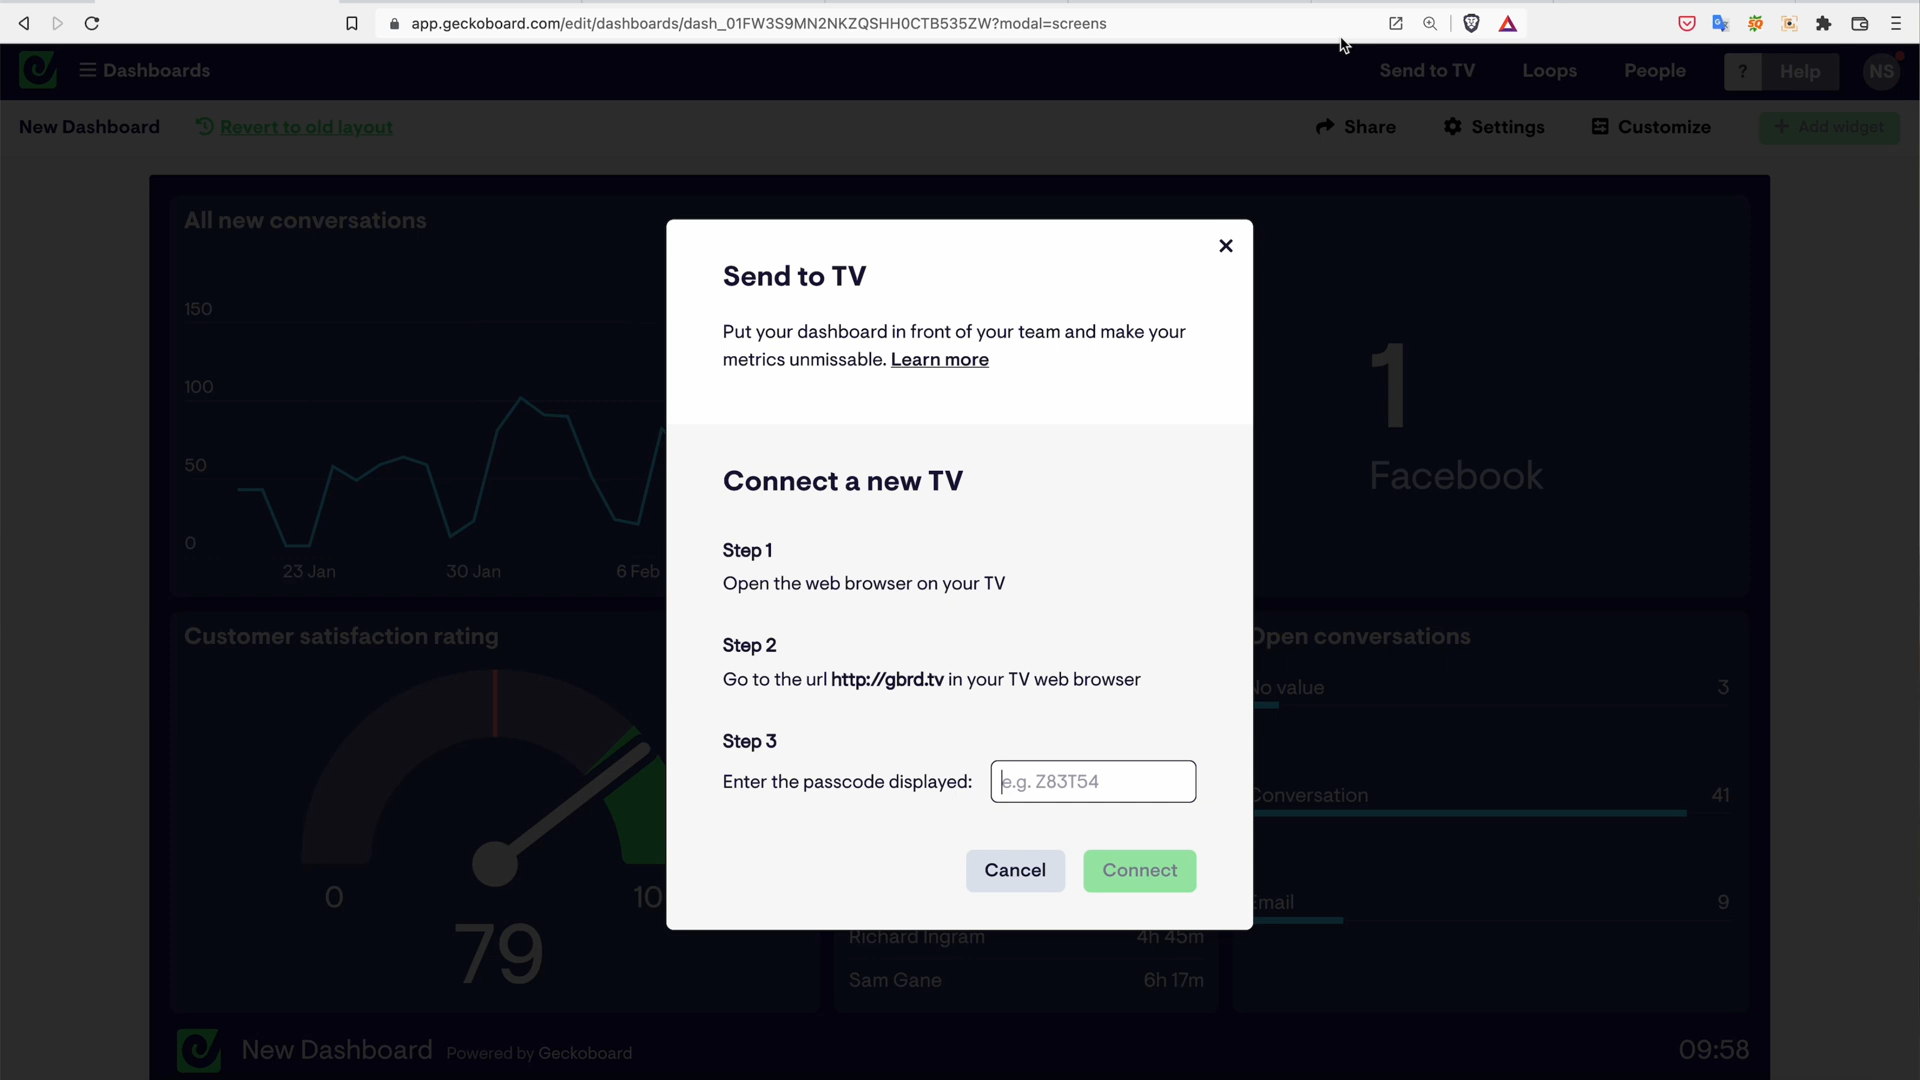 app.geckoboard.com/edit/dashboards/dash_01FW3S9MN2NKZQSHH0CTB535ZW?modal=screens
Dashboards
Send to TV
Loops
People
? Help
NS
New Dashboard
Revert to old layout
Share
Settings
Customize
+ Add widget
All new conversations
150
100
50
0
23 Jan
30 Jan
6 Feb
1
Facebook
Send to TV
Put your dashboard in front of your team and make your
metrics unmissable. Learn more
Connect a new TV
Step 1
Open the web browser on your TV
Step 2
Go to the url http://gbrd.tv in your TV web browser
Step 3
Enter the passcode displayed:
e.g. Z83T54
Cancel
Connect
Customer satisfaction rating
0
10
79
Richard Ingram
4h 45m
Sam Gane
6h 17m
Open conversations
No value
3
Conversation
41
Email
9
New Dashboard
Powered by Geckoboard
09:58